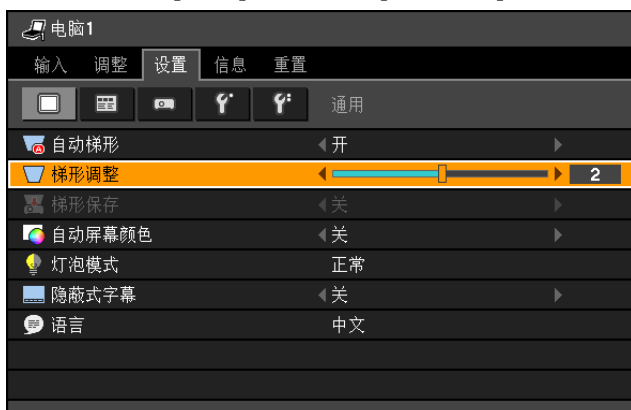 电脑1
输入 调整 设置 信息 重置
通用
自动梯形 开
梯形调整 2
梯形保存 关
自动屏幕颜色 关
灯泡模式 正常
隐蔽式字幕 关
语言 中文